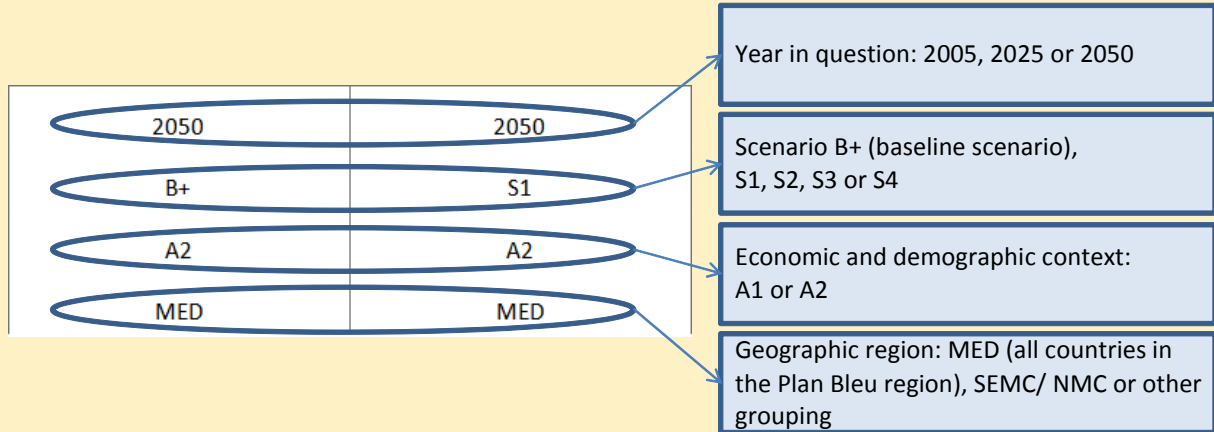 Year in question: 2005, 2025 or 2050
2050 2050
Scenario B+ (baseline scenario),
S1, S2, S3 or S4
B+ S1
Economic and demographic context:
A1 or A2
A2 A2
Geographic region: MED (all countries in
the Plan Bleu region), SEMC/ NMC or other
grouping
MED MED